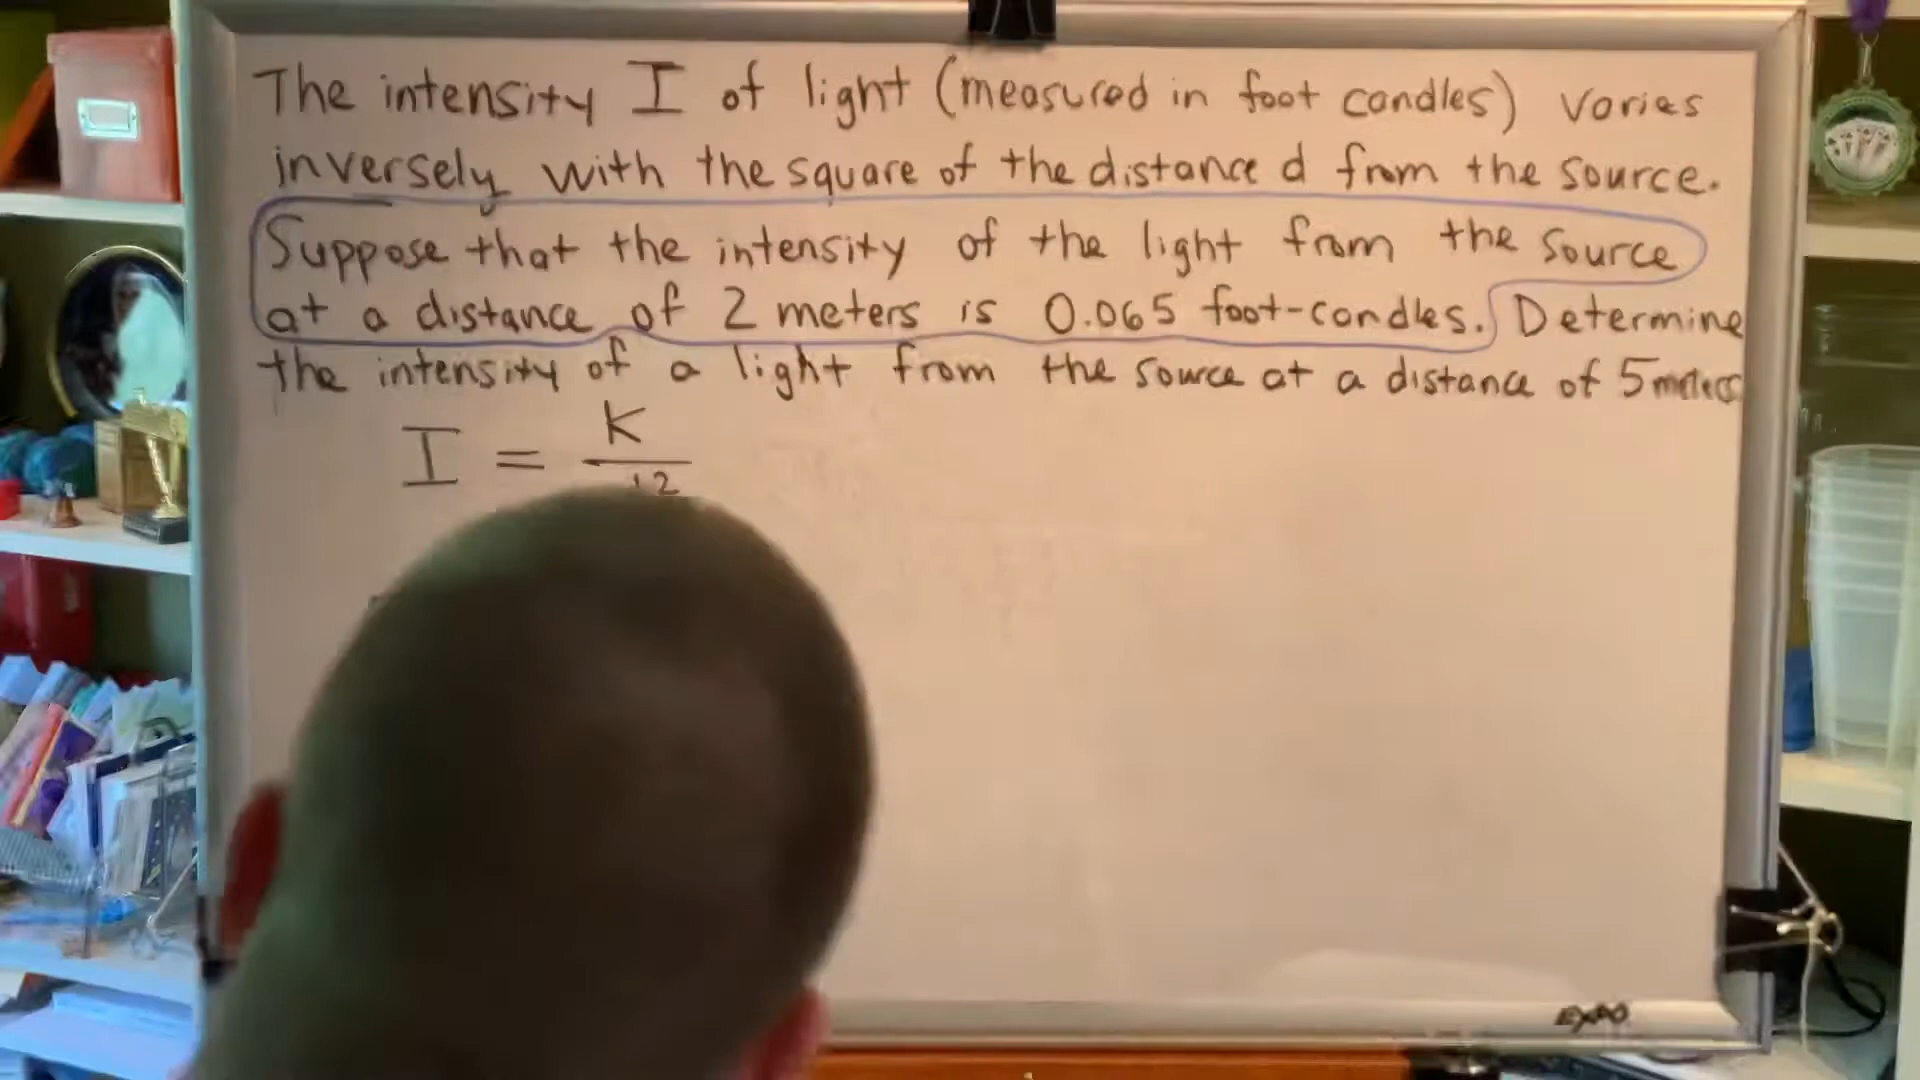 The intensity I of light (measured in foot candles) varies
inversely with the square of the distance d from the source.
Suppose that the intensity of the light from the source
at a distance of 2 meters is 0.065 foot-candles. Determine
the intensity of a light from the source at a distance of 5 meters
I = K
2
EXPO